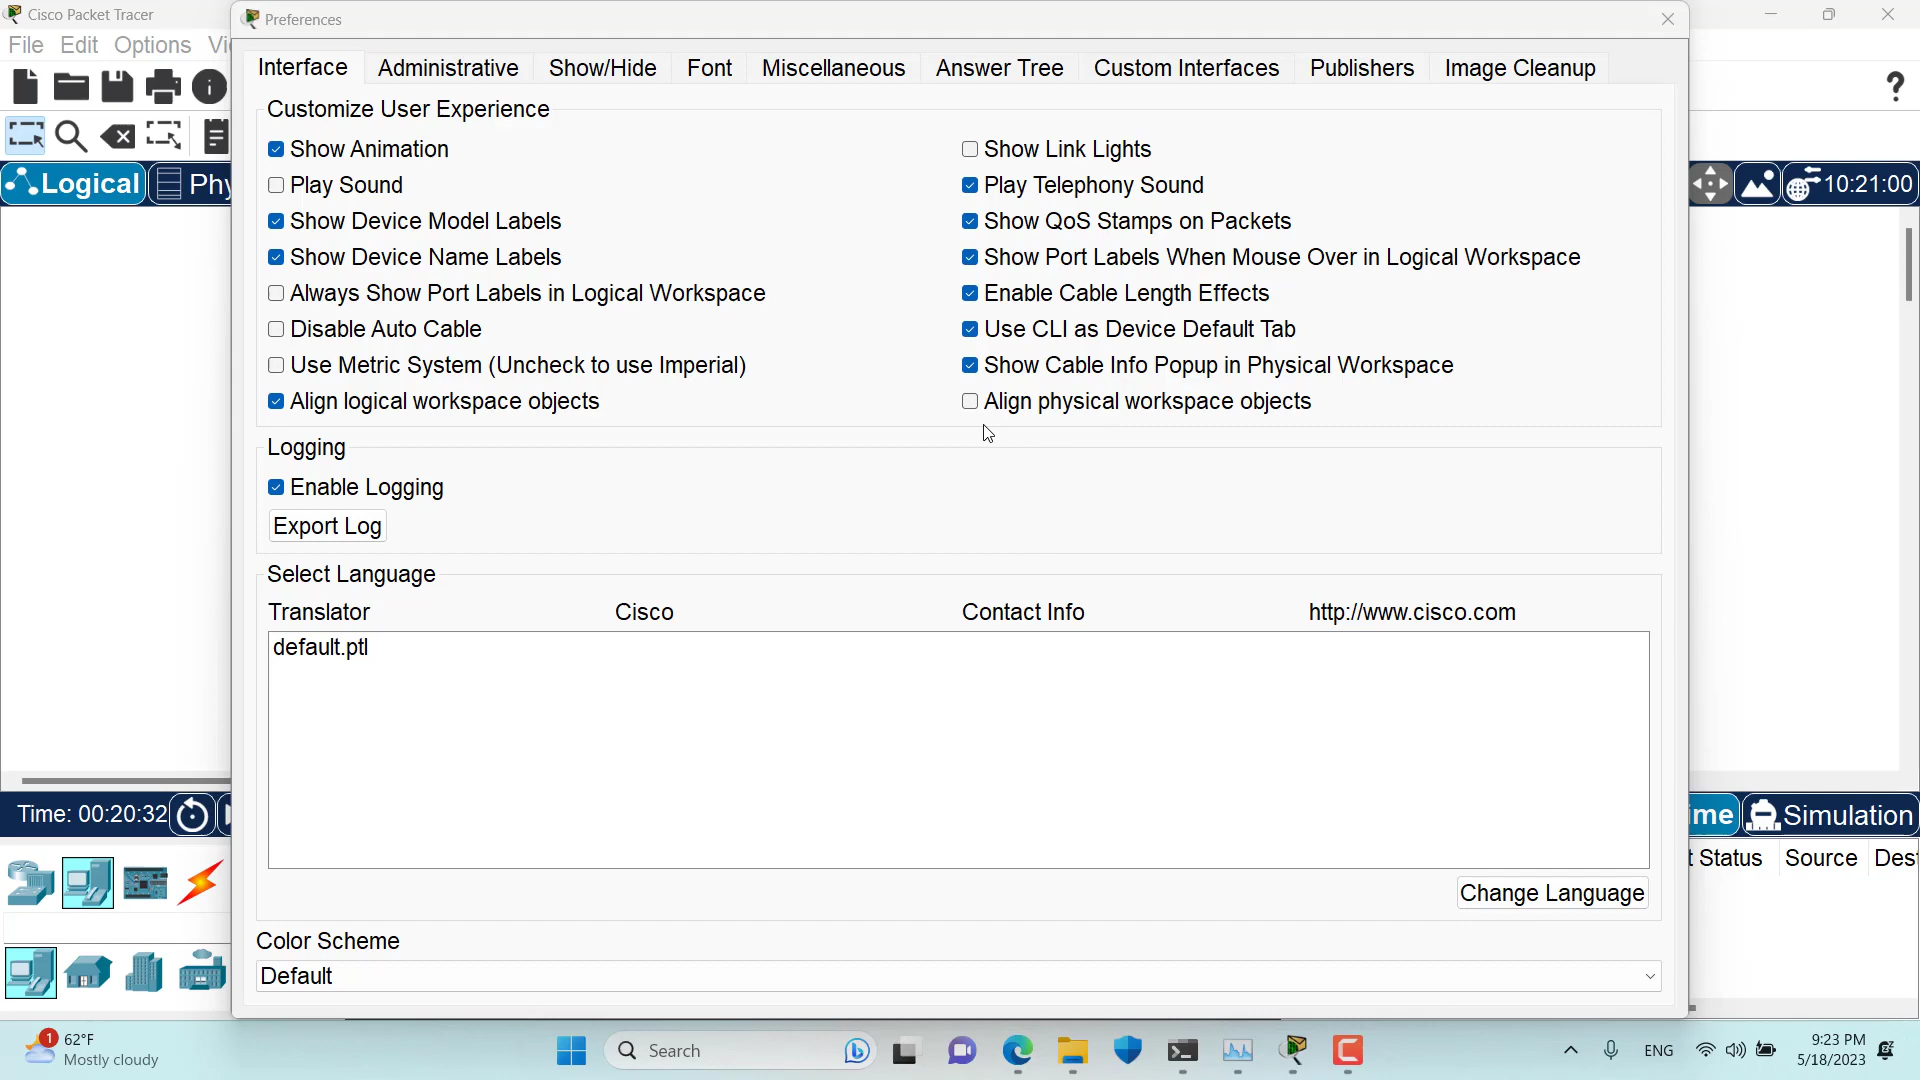 Cisco Packet Tracer
Preferences
File Edit Options
Interface Administrative Show/Hide Font Miscellaneous Answer Tree Custom Interfaces Publishers Image Cleanup
Customize User Experience
Show Animation
Show Link Lights
Play Sound
Play Telephony Sound
Logical
10:21:00
Show Device Model Labels
Show QoS Stamps on Packets
Show Device Name Labels
Show Port Labels When Mouse Over in Logical Workspace
Always Show Port Labels in Logical Workspace
Enable Cable Length Effects
Disable Auto Cable
Use CLI as Device Default Tab
Use Metric System (Uncheck to use Imperial)
Show Cable Info Popup in Physical Workspace
Align logical workspace objects
Align physical workspace objects
Logging
Enable Logging
Export Log
Select Language
Translator Cisco Contact Info http://www.cisco.com
default.ptl
Time: 00:20:32
Simulation
Status Source
Change Language
Color Scheme
Default
1
62°F
Mostly cloudy
Search
ENG
9:23 PM
5/18/2023